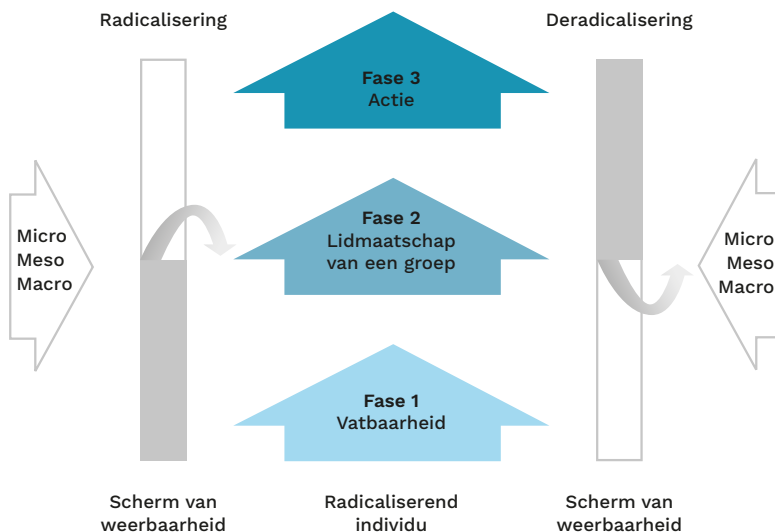 Radicalisering
Deradicalisering
Fase 3
Actie
Micro
Meso
Macro
Fase 2
Lidmaatschap
van een groep
Micro
Meso
Macro
Fase 1
Vatbaarheid
Scherm van
weerbaarheid
Radicaliserend
individu
Scherm van
weerbaarheid